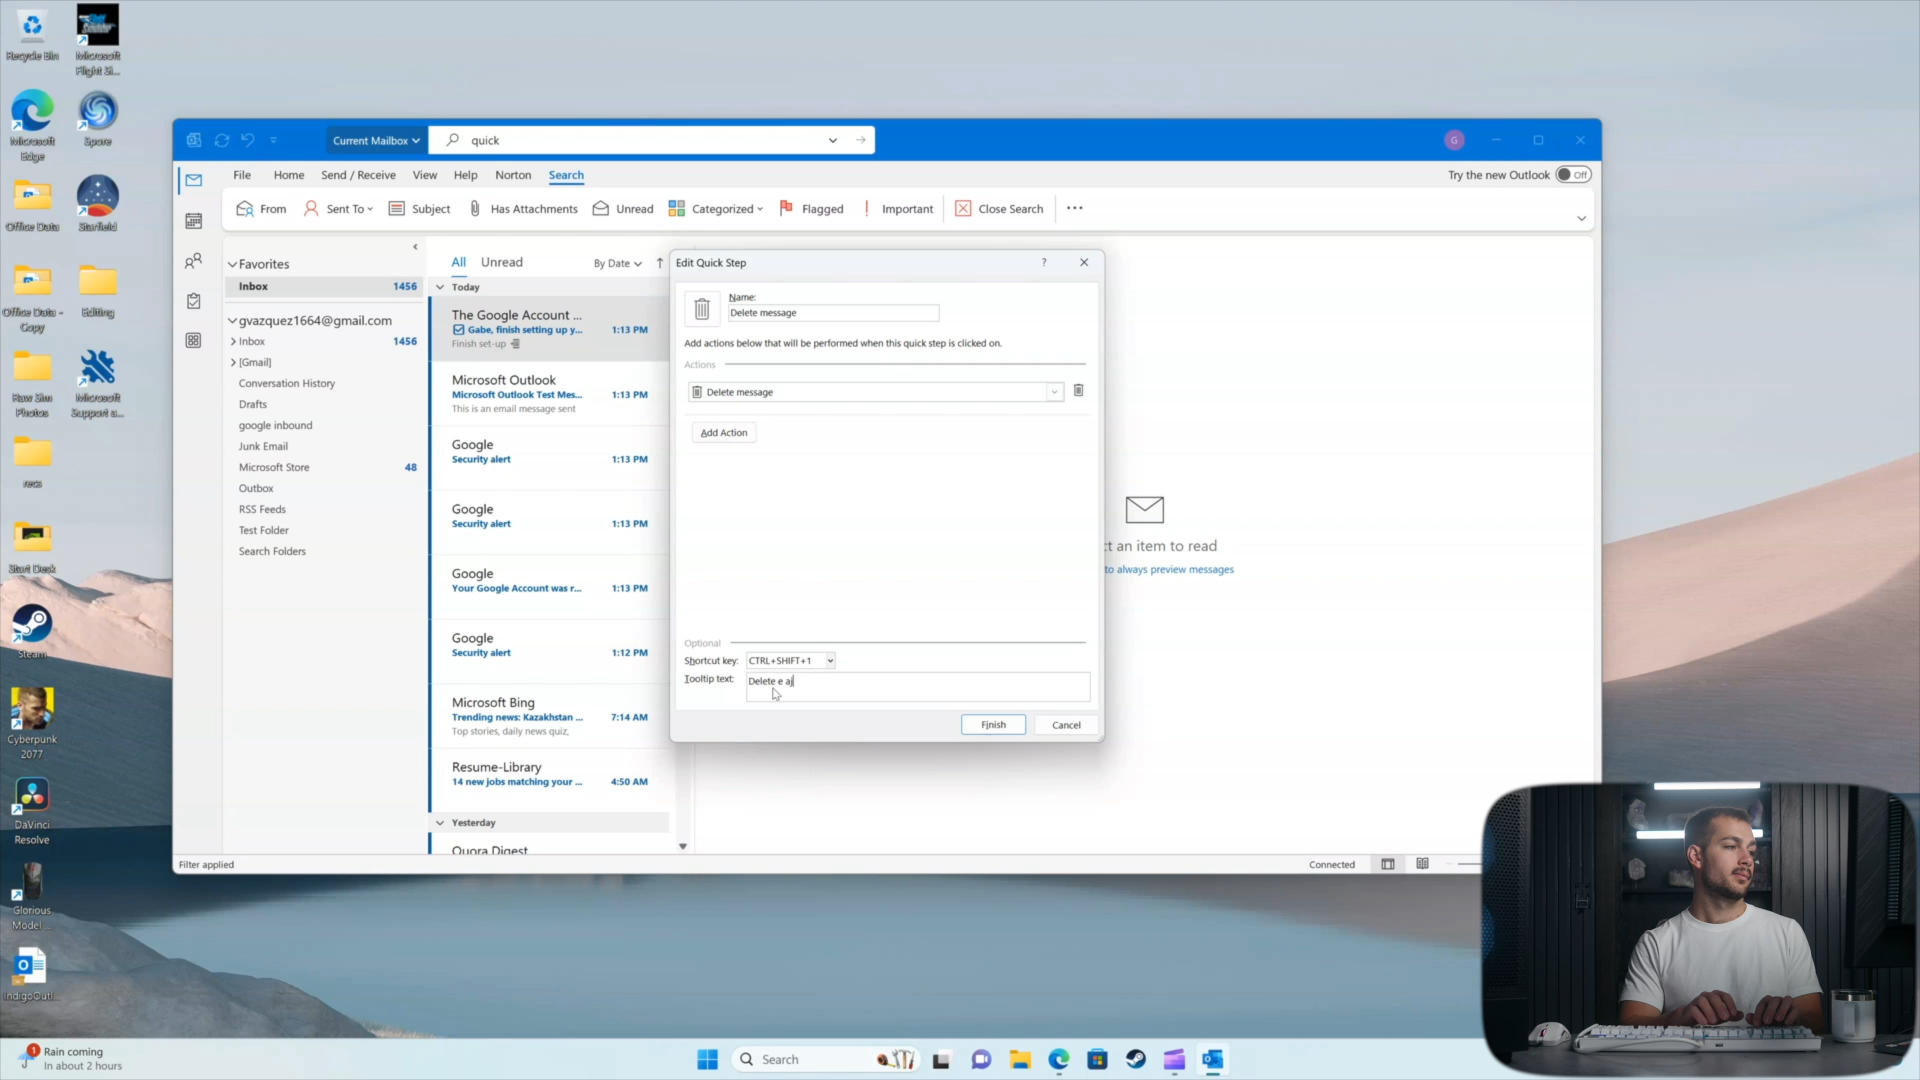 Recycle Bin
Microsoft Flight Si...
Microsoft Edge
Spore
Office Data
Starfield
Office Data - Copy
Editing
Raw Sim Photos
Microsoft Support a...
recs
Start Desk
Steam
Cyberpunk 2077
DaVinci Resolve
Glorious Model ...
IndigoOutl...
Current Mailbox
quick
G
File
Home
Send / Receive
View
Help
Norton
Search
Try the new Outlook
Off
From
Sent To
Subject
Has Attachments
Unread
Categorized
Flagged
Important
Close Search
Favorites
Inbox 1456
gvazquez1664@gmail.com
Inbox 1456
[Gmail]
Conversation History
Drafts
google inbound
Junk Email
Microsoft Store 48
Outbox
RSS Feeds
Test Folder
Search Folders
All
Unread
By Date
Today
The Google Account ...
Gabe, finish setting up y... 1:13 PM
Finish set-up
Microsoft Outlook
Microsoft Outlook Test Mes... 1:13 PM
This is an email message sent
Google
Security alert 1:13 PM
Google
Security alert 1:13 PM
Google
Your Google Account was r... 1:13 PM
Google
Security alert 1:12 PM
Microsoft Bing
Trending news: Kazakhstan ... 7:14 AM
Top stories, daily news quiz,
Resume-Library
14 new jobs matching your ... 4:50 AM
Yesterday
Quora Digest
Edit Quick Step
?
Name:
Delete message
Add actions below that will be performed when this quick step is clicked on.
Actions
Delete message
Add Action
Optional
Shortcut key: CTRL+SHIFT+1
Tooltip text: Delete e aj
Finish
Cancel
t an item to read
to always preview messages
Filter applied
Connected
1
Rain coming
In about 2 hours
Search